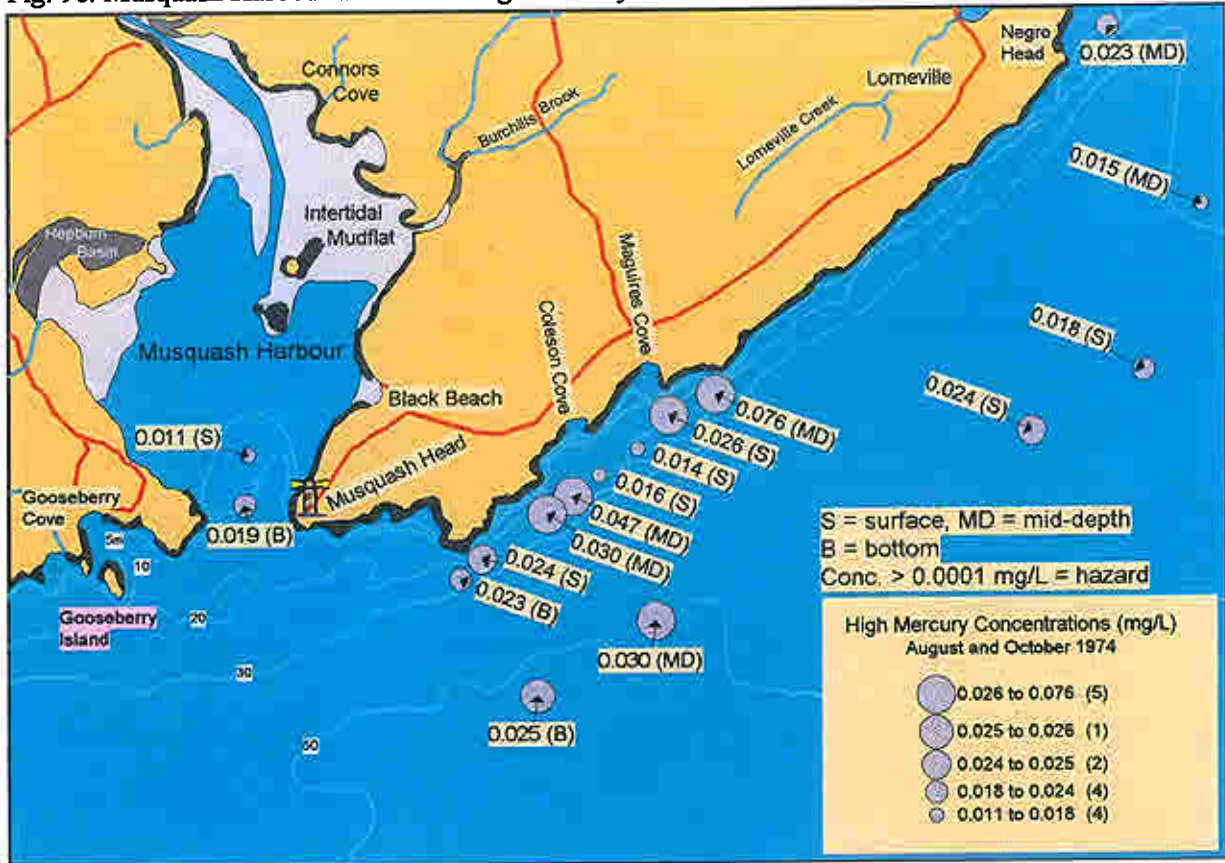 Fig. Musquash
Negro
Head
0.023 (MD)
Connors
Cove
Lorneville
Burchills Brook
Lorneville Creek
0.015 (MD)
Intertidal
Mudflat
Hepburn
Basin
Maguires Cove
Coleson Cove
Musquash Harbour
0.018 (S)
Black Beach
0.024 (S)
0.076 (MD)
0.026 (S)
0.011 (S)
0.014 (S)
Musquash Head
0.016 (S)
Gooseberry
Cove
0.047 (MD)
0.019 (B)
0.030 (MD)
5m
10
0.024 (S)
0.023 (B)
S = surface, MD = mid-depth
B = bottom
Conc. > 0.0001 mg/L = hazard
Gooseberry
Island
20
30
50
0.030 (MD)
0.025 (B)
High Mercury Concentrations (mg/L)
August and October 1974
0.026 to 0.076 (5)
0.025 to 0.026 (1)
0.024 to 0.025 (2)
0.018 to 0.024 (4)
0.011 to 0.018 (4)